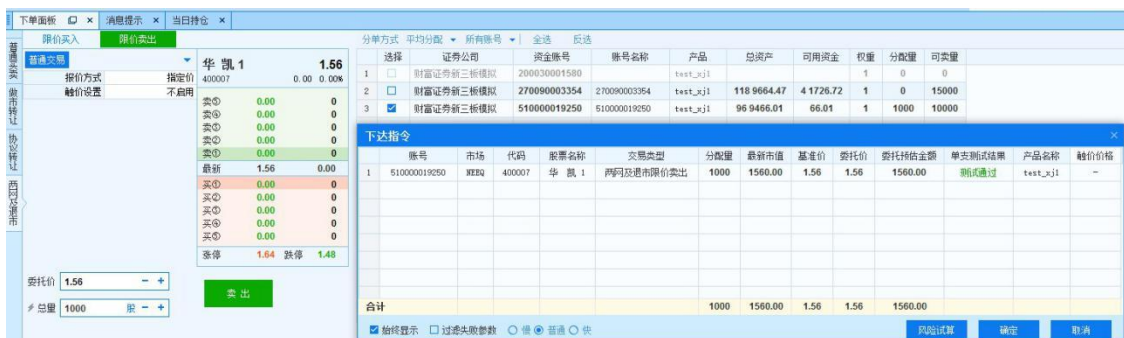 下单面板 消息提示 × 当日持仓 ×
限价买入 限价卖出
分单方式 平均分配 所有账号 全选 反选
普通买卖
做市转让
协议转让
两网及退市
普通交易
报价方式 指定价
触价设置 不启用
华 凯 1 1.56
400007 0.00 0.00%
卖⑤ 0.00 0
卖④ 0.00 0
卖③ 0.00 0
卖② 0.00 0
卖① 0.00 0
最新 1.56 0.00
买① 0.00 0
买② 0.00 0
买③ 0.00 0
买④ 0.00 0
买⑤ 0.00 0
涨停 1.64 跌停 1.48
委托价 1.56 - +
总量 1000 股 - +
卖出
选择 证券公司 资金账号 账号名称 产品 总资产 可用资金 权重 分配量 可卖量
1 财富证券新三板模拟 200030001580 test_xjl 1 0 0
2 财富证券新三板模拟 270090003354 270090003354 test_xjl 118 9664.47 4 1726.72 1 0 15000
3 财富证券新三板模拟 510000019250 510000019250 test_xjl 96 9466.01 66.01 1 1000 10000
下达指令 ×
账号 市场 代码 股票名称 交易类型 分配量 最新市值 基准价 委托价 委托预估金额 单支测试结果 产品名称 触价价格
1 510000019250 NEEQ 400007 华 凯 1 两网及退市限价卖出 1000 1560.00 1.56 1.56 1560.00 测试通过 test_xjl -
合计 1000 1560.00 1.56 1.56 1560.00
始终显示 过滤失败参数 慢 普通 快 风险试算 确定 取消